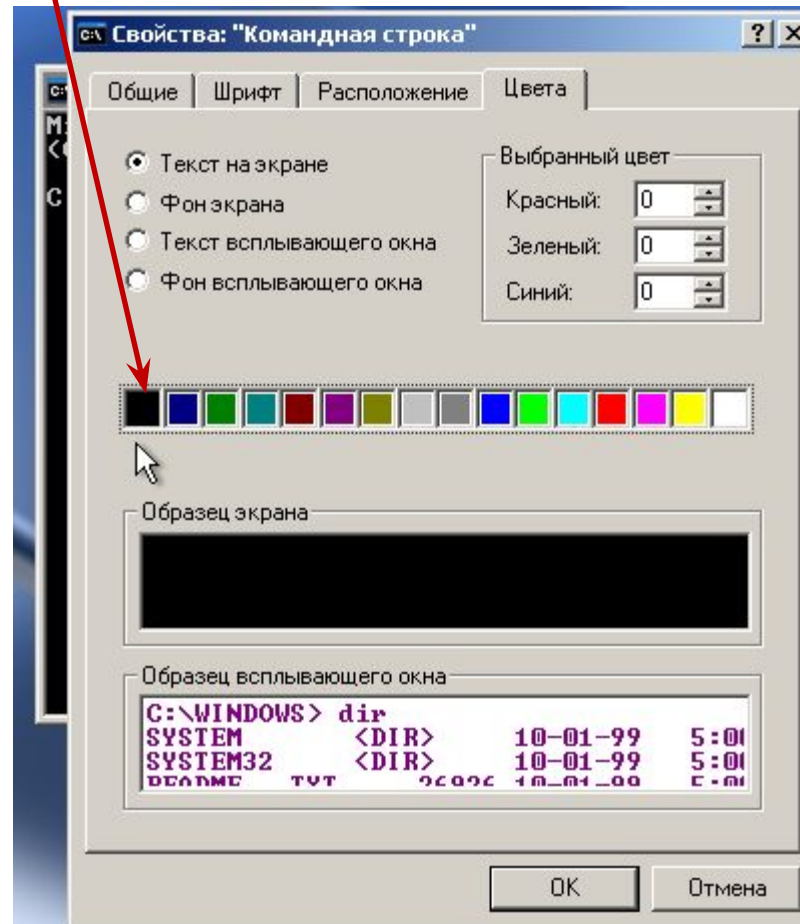 Свойства: "Командная строка"
Общие Шрифт Расположение Цвета
Текст на экране
Фон экрана
Текст всплывающего окна
Фон всплывающего окна
Выбранный цвет
Красный: 0
Зеленый: 0
Синий: 0
Образец экрана
Образец всплывающего окна
C:\WINDOWS> dir
SYSTEM <DIR> 10-01-99
SYSTEM32 <DIR> 10-01-99
OK Отмена